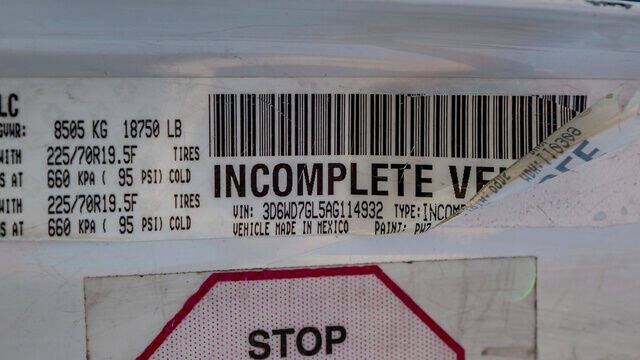 LC
GVWR: 8505 KG 18750 LB
WITH 225/70R19.5F TIRES
S AT 660 KPA ( 95 PSI) COLD
WITH 225/70R19.5F TIRES
S AT 660 KPA ( 95 PSI) COLD
INCOMPLETE VE
VIN: 3D6WD7GL5AG114932 TYPE:INCOM
VEHICLE MADE IN MEXICO PAINT: PW7
STOP